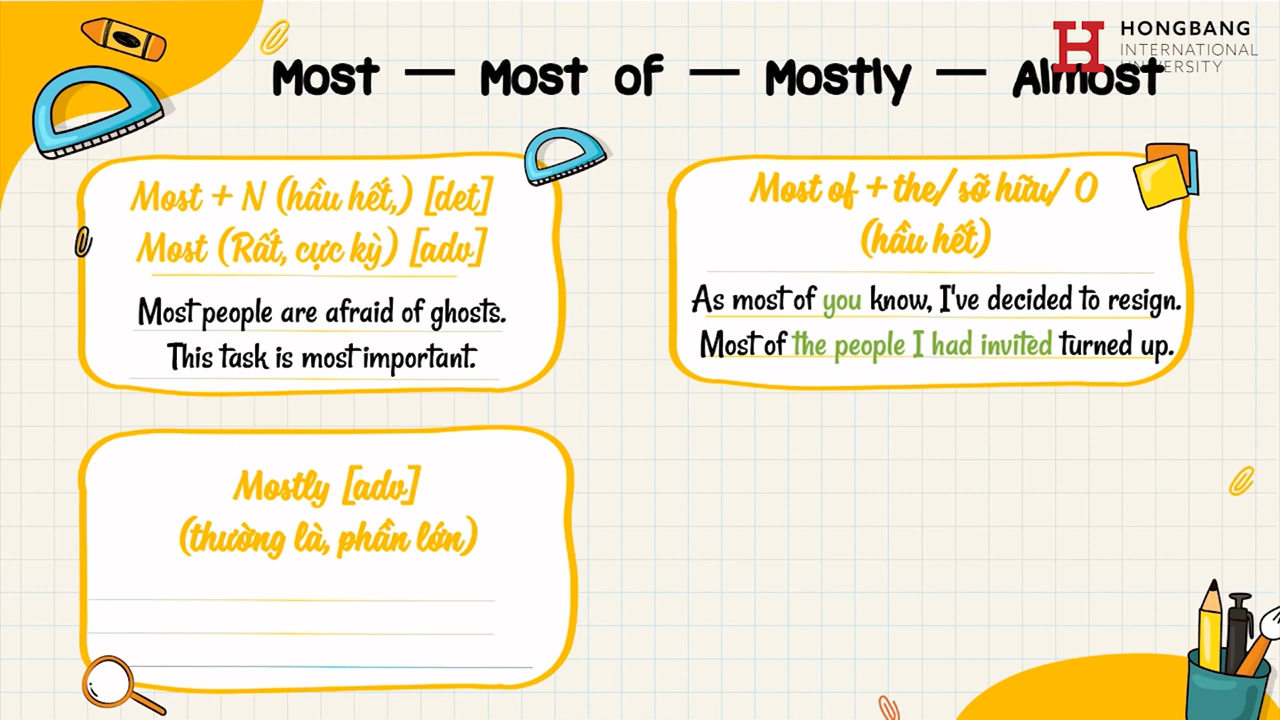 HONGBANG
INTERNATIONAL
UNIVERSITY
Most — Most of — Mostly — Almost
Most + N (hầu hết,) [det]
Most (Rất, cực kỳ) [adv]
Most people are afraid of ghosts.
This task is most important.
Most of + the/ sỡ hữu/ O
(hầu hết)
As most of you know, I've decided to resign.
Most of the people I had invited turned up.
Mostly [adv]
(thường là, phần lớn)